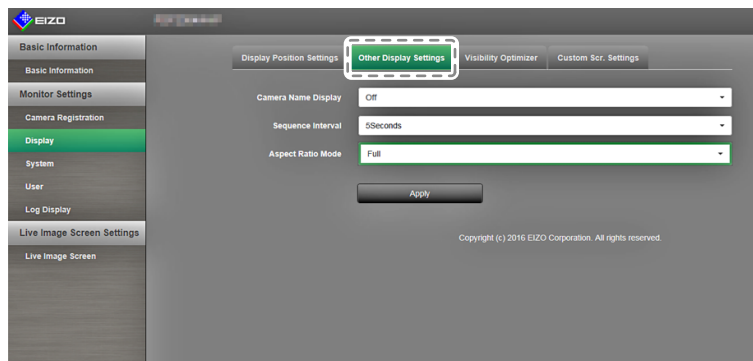 EIZO
Basic Information
Basic Information
Monitor Settings
Camera Registration
Display
System
User
Log Display
Live Image Screen Settings
Live Image Screen
Display Position Settings Other Display Settings Visibility Optimizer Custom Scr. Settings
Camera Name Display Off
Sequence Interval 5Seconds
Aspect Ratio Mode Full
Apply
Copyright (c) 2016 EIZO Corporation. All rights reserved.